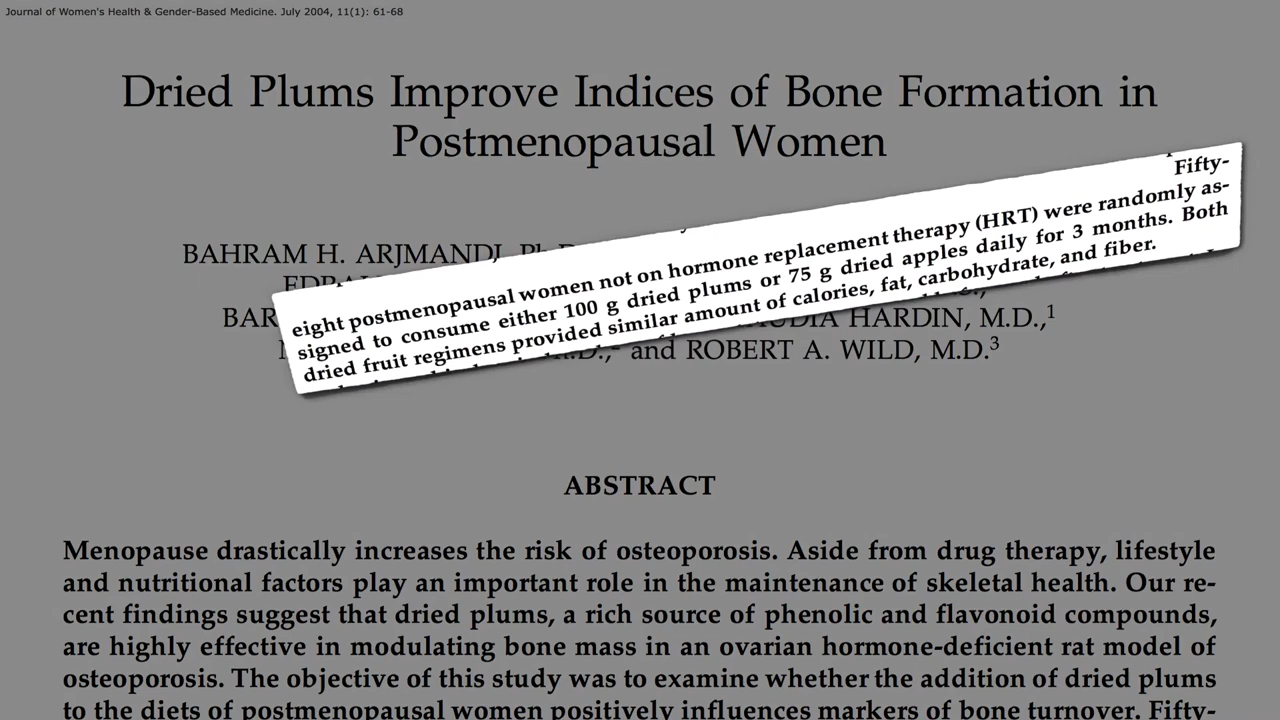 Journal of Women's Health & Gender-Based Medicine. July 2004, 11(1): 61-68
Dried Plums Improve Indices of Bone Formation in
Postmenopausal Women
Fifty-
eight postmenopausal women not on hormone replacement therapy (HRT) were randomly as-
signed to consume either 100 g dried plums or 75 g dried apples daily for 3 months. Both
dried fruit regimens provided similar amount of calories, fat, carbohydrate, and fiber.
BAHRAM H. ARJMANDI,
BAR
HARDIN, M.D.,1
and ROBERT A. WILD, M.D.3
ABSTRACT
Menopause drastically increases the risk of osteoporosis. Aside from drug therapy, lifestyle
and nutritional factors play an important role in the maintenance of skeletal health. Our re-
cent findings suggest that dried plums, a rich source of phenolic and flavonoid compounds,
are highly effective in modulating bone mass in an ovarian hormone-deficient rat model of
osteoporosis. The objective of this study was to examine whether the addition of dried plums
to the diets of postmenopausal women positively influences markers of bone turnover. Fifty-